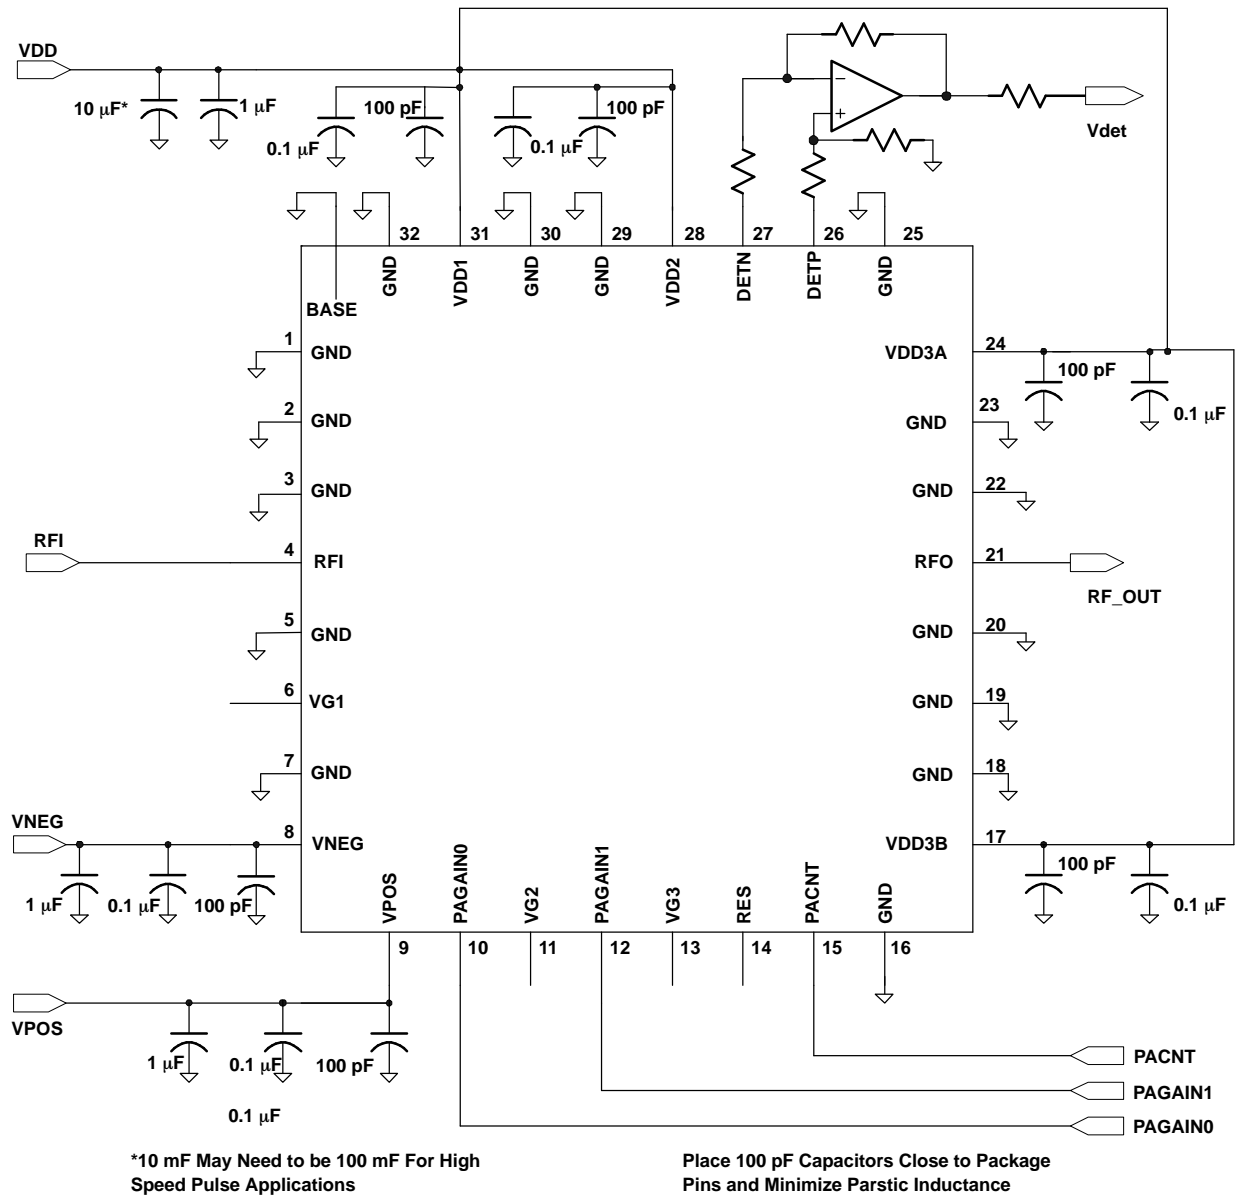 VDD
10 μF*
1 μF
0.1 μF
100 pF
0.1 μF
100 pF
Vdet
−
+
32
31
30
29
28
27
26
25
GND
VDD1
GND
GND
VDD2
DETN
DETP
GND
BASE
1
GND
2
GND
3
GND
RFI
4
RFI
5
GND
6
VG1
7
GND
VNEG
8
VNEG
1 μF
0.1 μF
100 pF
VDD3A
24
100 pF
0.1 μF
GND
23
GND
22
RFO
21
RF_OUT
GND
20
GND
19
GND
18
VDD3B
17
100 pF
0.1 μF
VPOS
PAGAIN0
VG2
PAGAIN1
VG3
RES
PACNT
GND
9
10
11
12
13
14
15
16
VPOS
1 μF
0.1 μF
100 pF
0.1 μF
PACNT
PAGAIN1
PAGAIN0
*10 mF May Need to be 100 mF For High
Speed Pulse Applications
Place 100 pF Capacitors Close to Package
Pins and Minimize Parstic Inductance